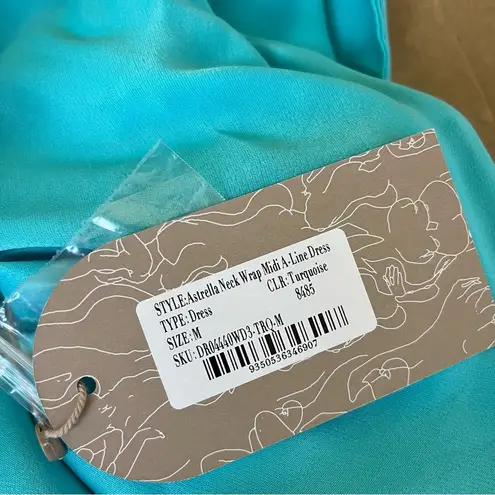 STYLE:Astrella Neck Wrap Midi A-Line Dress
TYPE: Dress CLR:Turquoise
SIZE: M 8485
SKU: DR04440WD3-TRQ-M
9350536346907